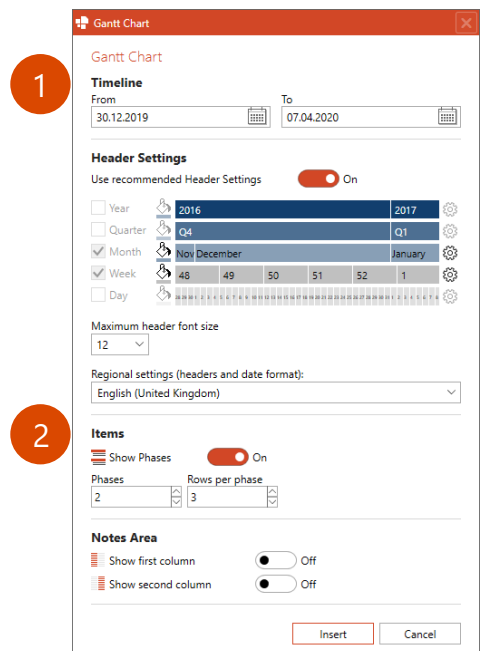 Gantt Chart
Gantt Chart
1
Timeline
From To
30.12.2019 07.04.2020
Header Settings
Use recommended Header Settings On
Year 2016 2017
Quarter Q4 Q1
Month Nov December January
Week 48 49 50 51 52 1
Day
Maximum header font size
12
Regional settings (headers and date format):
English (United Kingdom)
2
Items
Show Phases On
Phases Rows per phase
2 3
Notes Area
Show first column Off
Show second column Off
Insert Cancel